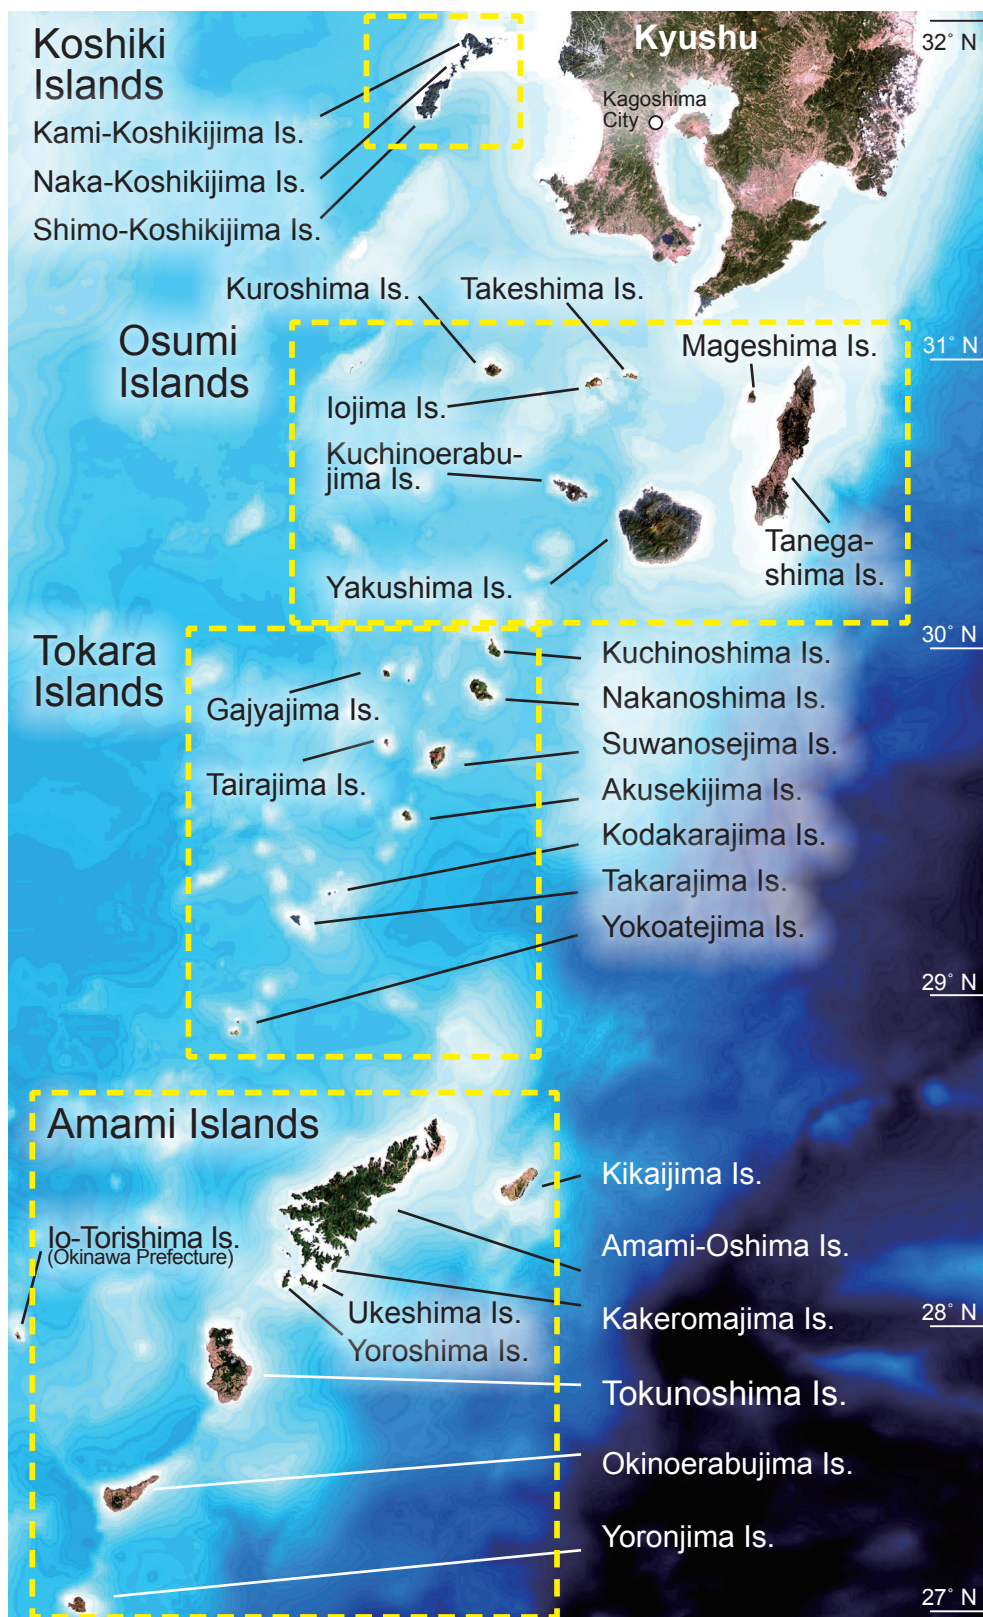 Koshiki
Islands
Kami-Koshikijima Is.
Naka-Koshikijima Is.
Shimo-Koshikijima Is.
Kyushu
Kagoshima
City
32° N
Kuroshima Is.
Takeshima Is.
Osumi
Islands
Mageshima Is.
31° N
Iojima Is.
Kuchinoerabu-
jima Is.
Tanega-
shima Is.
Yakushima Is.
30° N
Tokara
Islands
Kuchinoshima Is.
Gajyajima Is.
Nakanoshima Is.
Suwanosejima Is.
Tairajima Is.
Akusekijima Is.
Kodakarajima Is.
Takarajima Is.
Yokoatejima Is.
29° N
Amami Islands
Kikaijima Is.
Io-Torishima Is.
(Okinawa Prefecture)
Amami-Oshima Is.
Ukeshima Is.
Kakeromajima Is.
28° N
Yoroshima Is.
Tokunoshima Is.
Okinoerabujima Is.
Yoronjima Is.
27° N